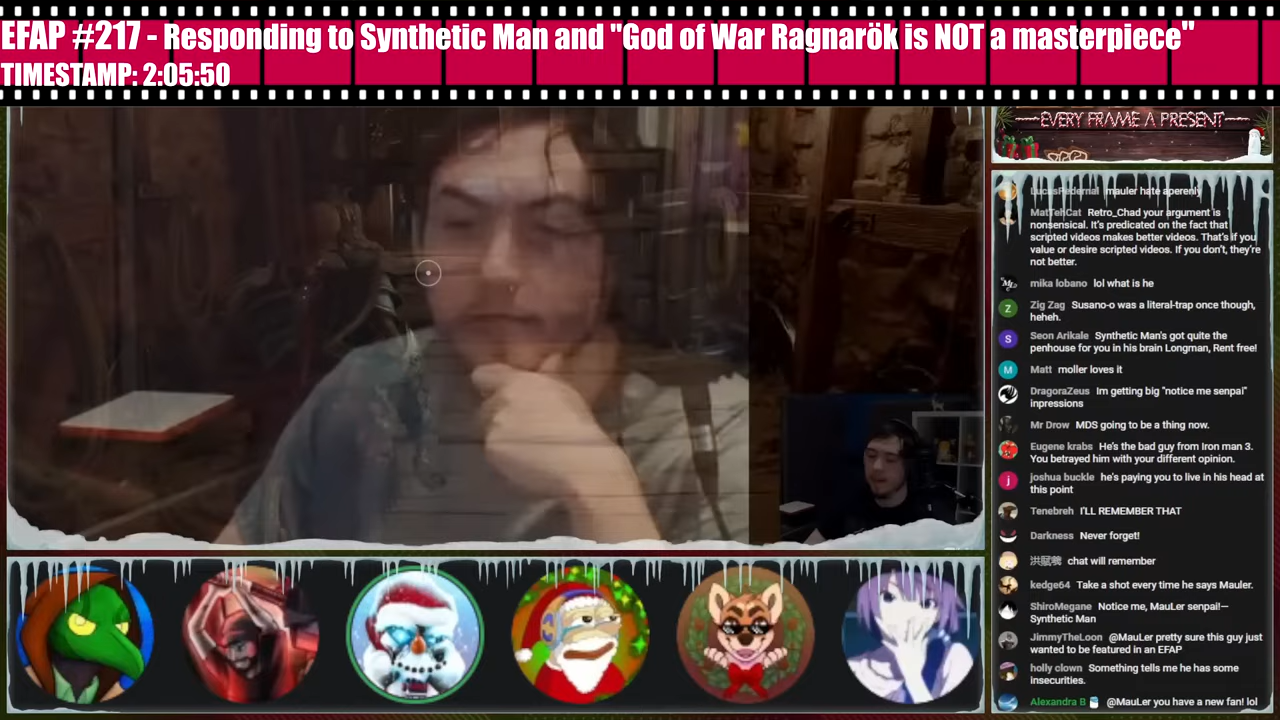 EFAP #217 - Responding to Synthetic Man and "God of War Ragnarök is NOT a masterpiece"
TIMESTAMP: 2:05:50
EVERY FRAME A PRESENT
mauler hate aperenly
MatTehCat Retro_Chad your argument is
nonsensical. It's predicated on the fact that
scripted videos makes better videos. That's if you
value or desire scripted videos. If you don't, they're
not better.
mika lobano lol what is he
Zig Zag Susano-o was a literal-trap once though,
heheh.
Seon Arikale Synthetic Man's got quite the
penhouse for you in his brain Longman, Rent free!
Matt moller loves it
DragoraZeus Im getting big "notice me senpai"
inpressions
Mr Drow MDS going to be a thing now.
Eugene krabs He's the bad guy from Iron man 3.
You betrayed him with your different opinion.
joshua buckle he's paying you to live in his head at
this point
Tenebreh I'LL REMEMBER THAT
Darkness Never forget!
chat will remember
kedge64 Take a shot every time he says Mauler.
ShiroMegane Notice me, MauLer senpai!—
Synthetic Man
JimmyTheLoon @MauLer pretty sure this guy just
wanted to be featured in an EFAP
holly clown Something tells me he has some
insecurities.
Alexandra B @MauLer you have a new fan! lol